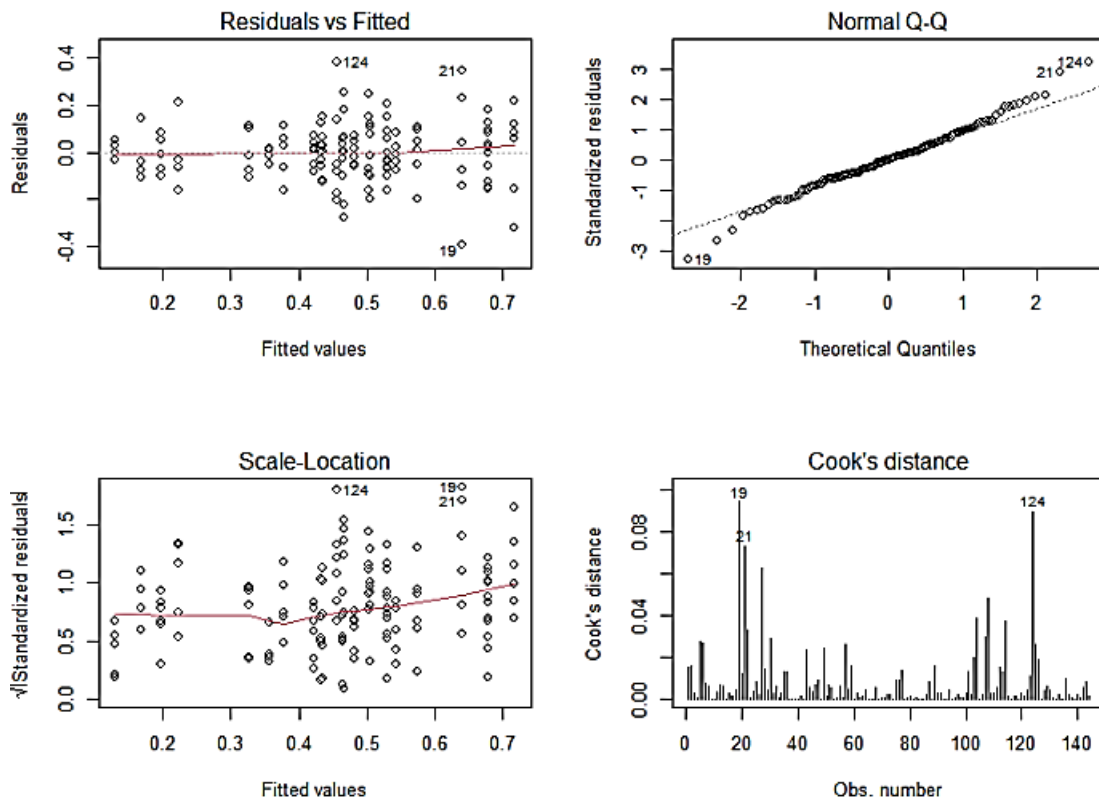 Residuals vs Fitted
Residuals
0.4
0.2
0.0
-0.4
124
21
19
0.2 0.3 0.4 0.5 0.6 0.7
Fitted values
Normal Q-Q
Standardized residuals
3
2
1
0
-1
-3
124
21
19
-2 -1 0 1 2
Theoretical Quantiles
Scale-Location
√|Standardized residuals|
1.5
1.0
0.5
0.0
124
19
21
0.2 0.3 0.4 0.5 0.6 0.7
Fitted values
Cook's distance
Cook's distance
0.08
0.04
0.00
19
21
124
0 20 40 60 80 100 120 140
Obs. number